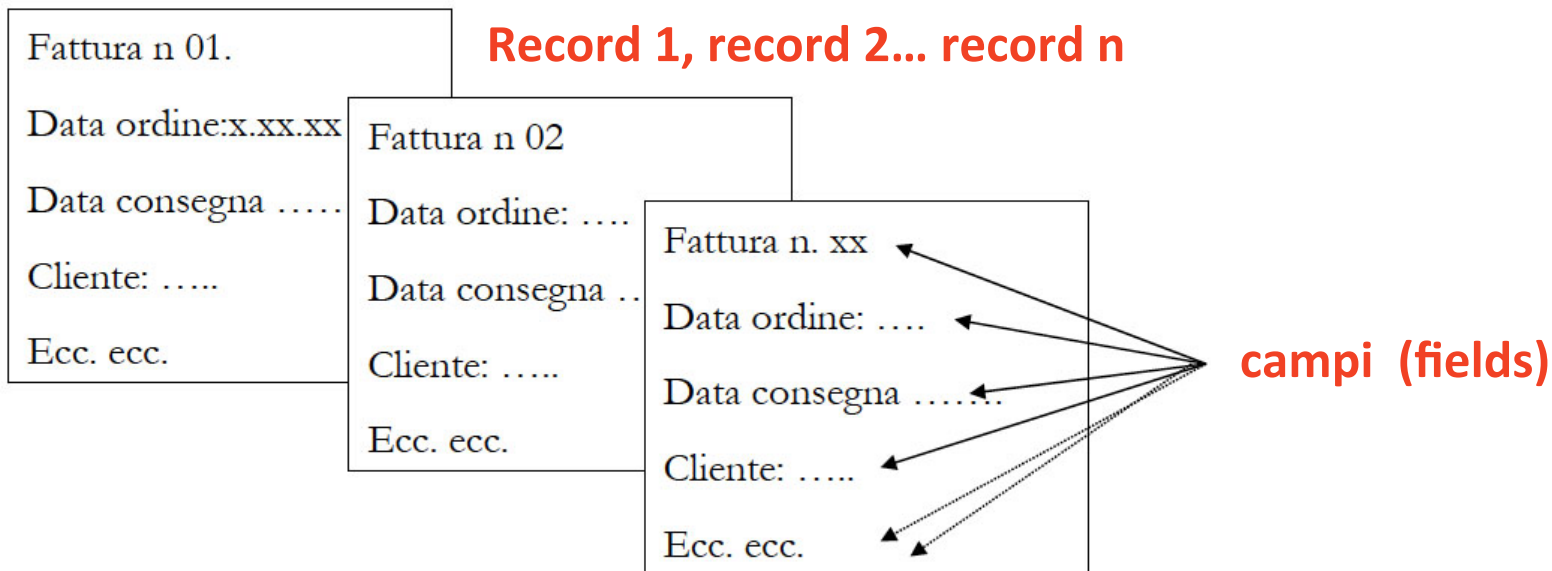 Record 1, record 2... record n
Fattura n 01.
Data ordine:x.xx.xx
Data consegna …..
Cliente: …..
Ecc. ecc.
Fattura n 02
Data ordine: ….
Data consegna ..
Cliente: …..
Ecc. ecc.
Fattura n. xx
Data ordine: ….
Data consegna …….
Cliente: …..
Ecc. ecc.
campi (fields)